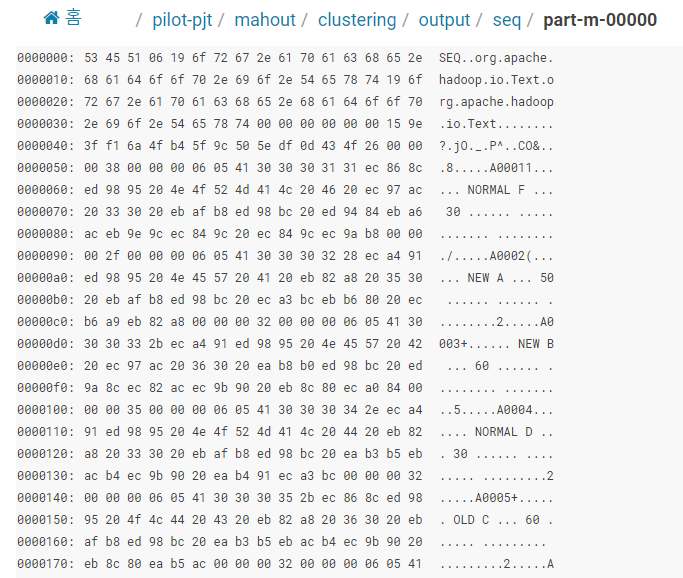 홈 / pilot-pjt / mahout / clustering / output / seq / part-m-00000
0000000: 53 45 51 06 19 6f 72 67 2e 61 70 61 63 68 65 2e SEQ..org.apache.
0000010: 68 61 64 6f 6f 70 2e 69 6f 2e 54 65 78 74 19 6f hadoop.io.Text.o
0000020: 72 67 2e 61 70 61 63 68 65 2e 68 61 64 6f 6f 70 rg.apache.hadoop
0000030: 2e 69 6f 2e 54 65 78 74 00 00 00 00 00 00 15 9e .io.Text........
0000040: 3f f1 6a 4f b4 5f 9c 50 5e df 0d 43 4f 26 00 00 ?.jO._.P^..CO&..
0000050: 00 38 00 00 00 06 05 41 30 30 30 31 31 ec 86 8c .8.....A00011...
0000060: ed 98 95 20 4e 4f 52 4d 41 4c 20 46 20 ec 97 ac ... NORMAL F ...
0000070: 20 33 30 20 eb af b8 ed 98 bc 20 ed 94 84 eb a6 30 ...... .....
0000080: ac eb 9e 9c ec 84 9c 20 ec 84 9c ec 9a b8 00 00 ....... ........
0000090: 00 2f 00 00 00 06 05 41 30 30 30 32 28 ec a4 91 ./.....A0002(...
00000a0: ed 98 95 20 4e 45 57 20 41 20 eb 82 a8 20 35 30 ... NEW A ... 50
00000b0: 20 eb af b8 ed 98 bc 20 ec a3 bc eb b6 80 20 ec ...... ...... .
00000c0: b6 a9 eb 82 a8 00 00 00 32 00 00 00 06 05 41 30 ........2.....A0
00000d0: 30 30 33 2b ec a4 91 ed 98 95 20 4e 45 57 20 42 003+...... NEW B
00000e0: 20 ec 97 ac 20 36 30 20 ea b8 b0 ed 98 bc 20 ed ... 60 ...... .
00000f0: 9a 8c ec 82 ac ec 9b 90 20 eb 8c 80 ec a0 84 00 ........ .......
0000100: 00 00 35 00 00 00 06 05 41 30 30 30 34 2e ec a4 ..5.....A0004...
0000110: 91 ed 98 95 20 4e 4f 52 4d 41 4c 20 44 20 eb 82 .... NORMAL D ..
0000120: a8 20 33 30 20 eb af b8 ed 98 bc 20 ea b3 b5 eb . 30 ...... ....
0000130: ac b4 ec 9b 90 20 ea b4 91 ec a3 bc 00 00 00 32 ..... .........2
0000140: 00 00 00 06 05 41 30 30 30 35 2b ec 86 8c ed 98 .....A0005+.....
0000150: 95 20 4f 4c 44 20 43 20 eb 82 a8 20 36 30 20 eb . OLD C ... 60 .
0000160: af b8 ed 98 bc 20 ea b3 b5 eb ac b4 ec 9b 90 20 ..... .........
0000170: eb 8c 80 ea b5 ac 00 00 00 32 00 00 00 06 05 41 .........2.....A